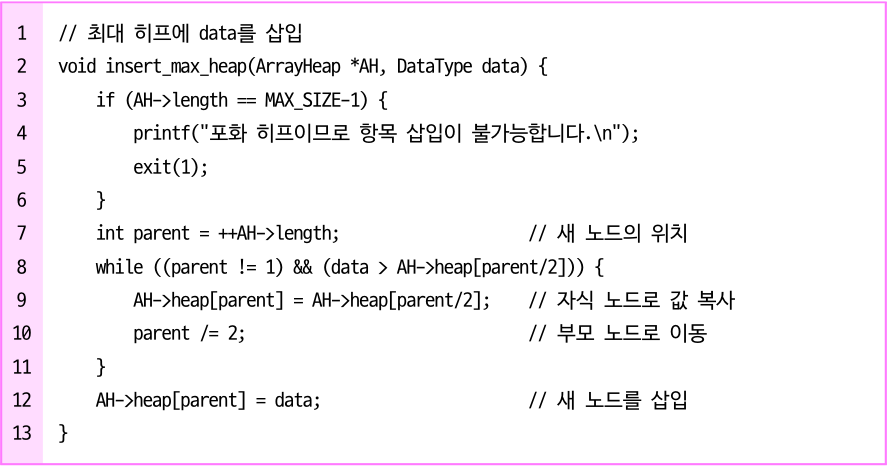 1 // 최대 히프에 data를 삽입
2 void insert_max_heap(ArrayHeap *AH, DataType data) {
3     if (AH->length == MAX_SIZE-1) {
4         printf("포화 히프이므로 항목 삽입이 불가능합니다.\n");
5         exit(1);
6     }
7     int parent = ++AH->length;                    // 새 노드의 위치
8     while ((parent != 1) && (data > AH->heap[parent/2])) {
9         AH->heap[parent] = AH->heap[parent/2];    // 자식 노드로 값 복사
10         parent /= 2;                              // 부모 노드로 이동
11     }
12     AH->heap[parent] = data;                      // 새 노드를 삽입
13 }